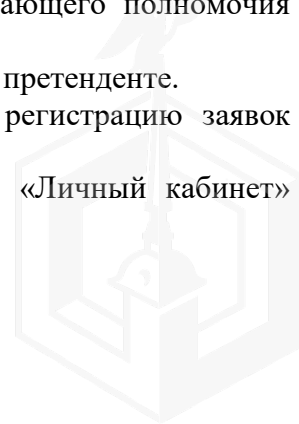 ающего полномочия
претенденте.
регистрацию заявок
«Личный кабинет»